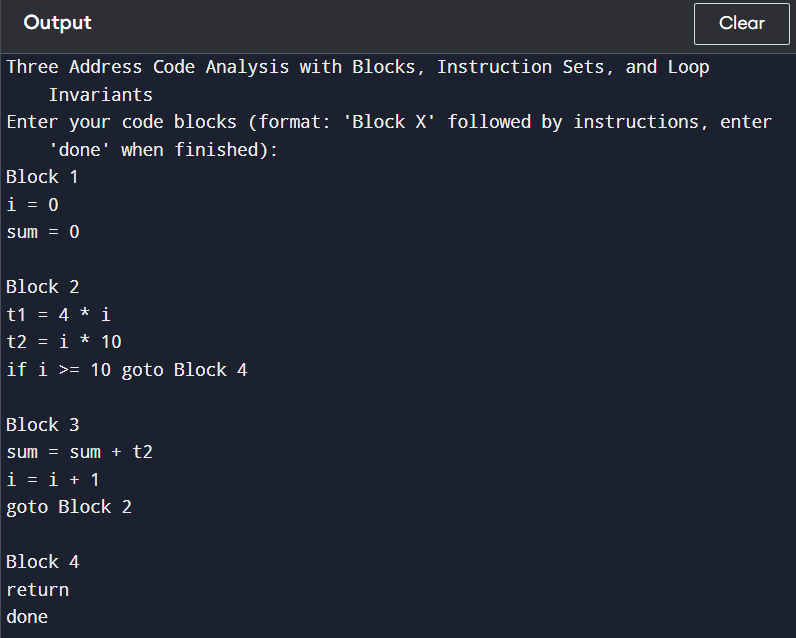 Output
Clear
Three Address Code Analysis with Blocks, Instruction Sets, and Loop
Invariants
Enter your code blocks (format: 'Block X' followed by instructions, enter
'done' when finished):
Block 1
i = 0
sum = 0
Block 2
t1 = 4 * i
t2 = i * 10
if i >= 10 goto Block 4
Block 3
sum = sum + t2
i = i + 1
goto Block 2
Block 4
return
done